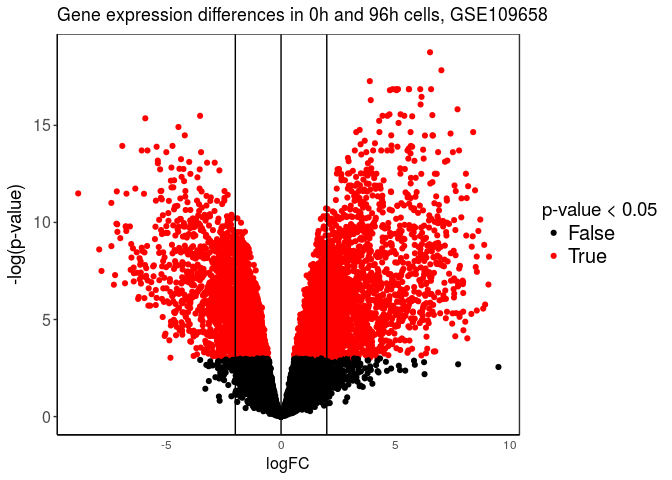 Gene expression differences in 0h and 96h cells, GSE109658
-log(p-value)
15
10
5
0
-5
0
5
10
logFC
p-value < 0.05
False
True